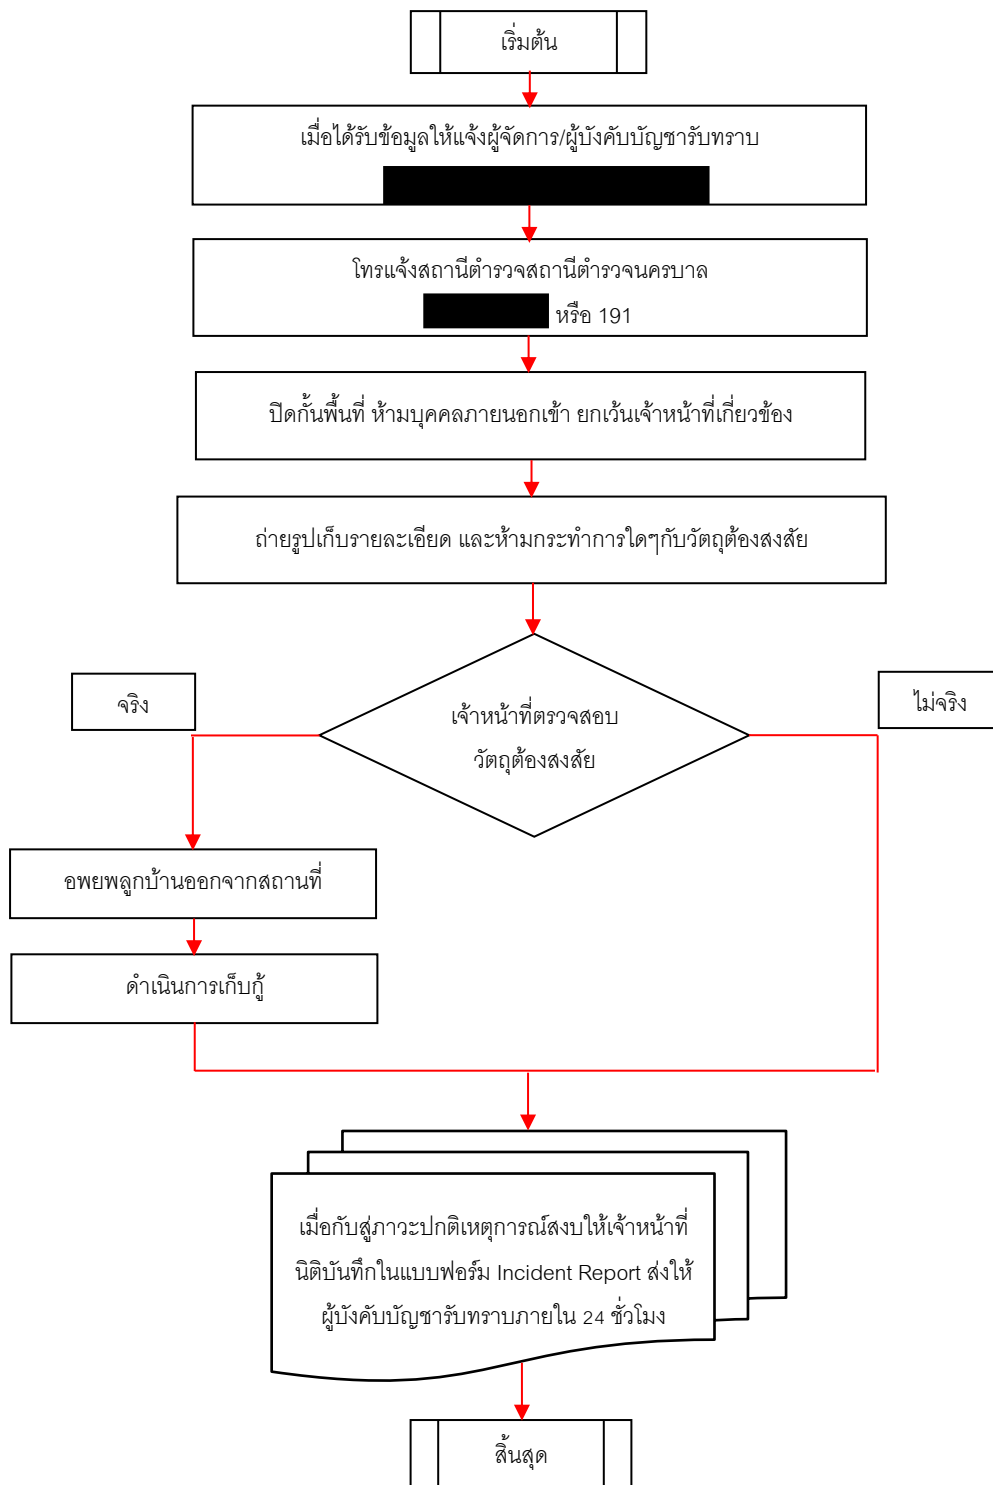 เริ่มต้น
เมื่อได้รับข้อมูลให้แจ้งผู้จัดการ/ผู้บังคับบัญชารับทราบ
โทรแจ้งสถานีตำรวจสถานีตำรวจนครบาล
หรือ 191
ปิดกั้นพื้นที่ ห้ามบุคคลภายนอกเข้า ยกเว้นเจ้าหน้าที่เกี่ยวข้อง
ถ่ายรูปเก็บรายละเอียด และห้ามกระทำการใดๆกับวัตถุต้องสงสัย
เจ้าหน้าที่ตรวจสอบ
วัตถุต้องสงสัย
จริง
ไม่จริง
อพยพลูกบ้านออกจากสถานที่
ดำเนินการเก็บกู้
เมื่อกับสู่ภาวะปกติเหตุการณ์สงบให้เจ้าหน้าที่
นิติบันทึกในแบบฟอร์ม Incident Report ส่งให้
ผู้บังคับบัญชารับทราบภายใน 24 ชั่วโมง
สิ้นสุด